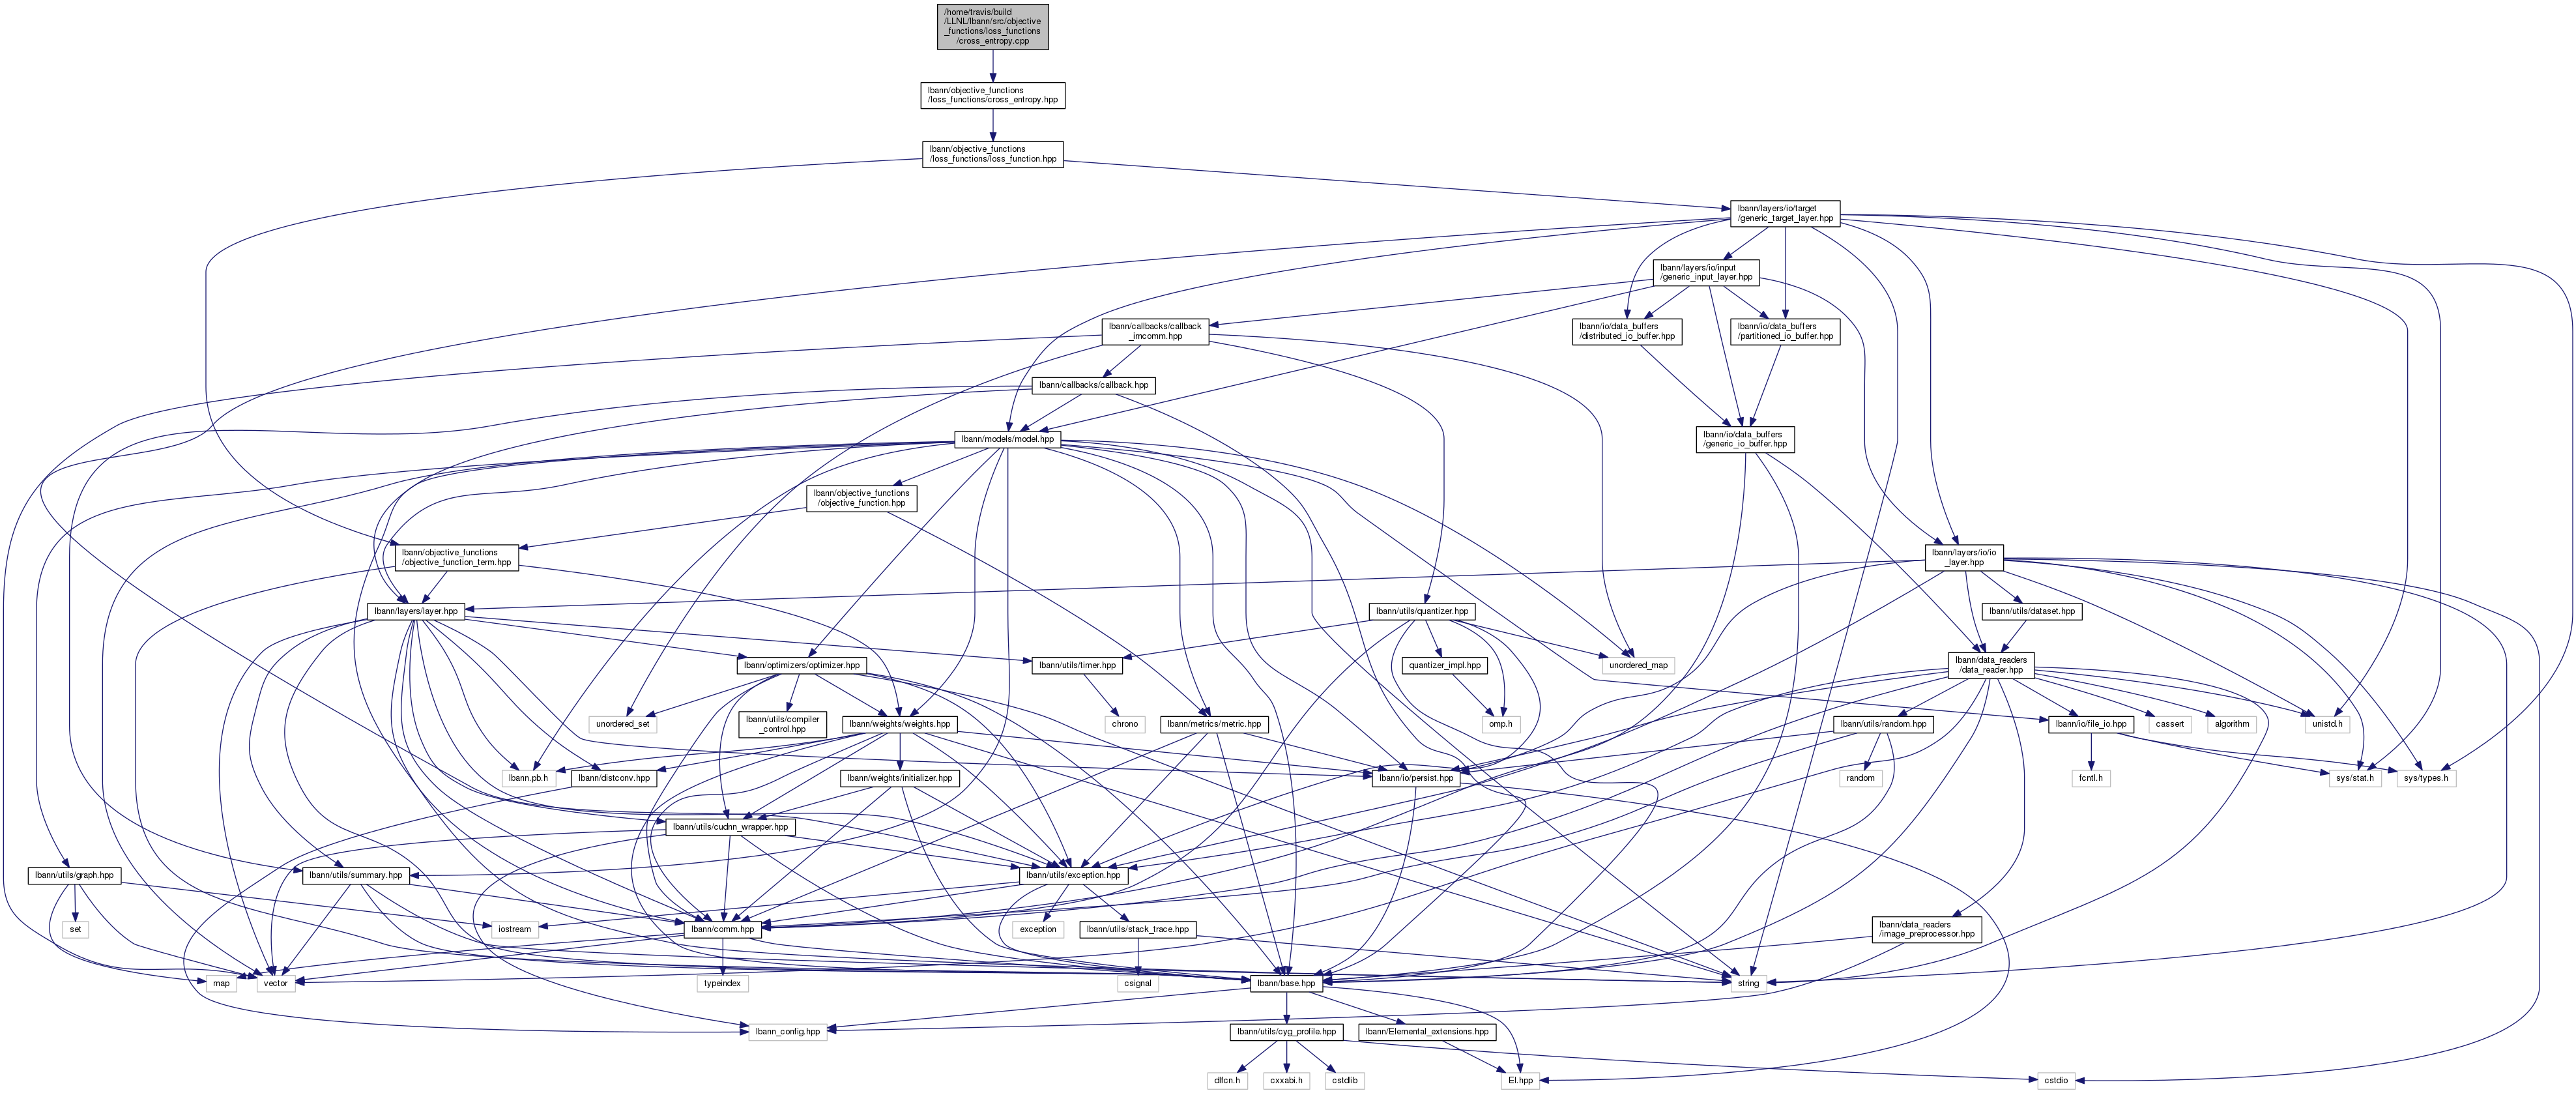 /home/travis/build
/LLNL/lbann/src/objective
_functions/loss_functions
/cross_entropy.cpp
lbann/objective_functions
/loss_functions/cross_entropy.hpp
lbann/objective_functions
/loss_functions/loss_function.hpp
lbann/layers/io/target
/generic_target_layer.hpp
lbann/layers/io/input
/generic_input_layer.hpp
lbann/callbacks/callback
_imcomm.hpp
lbann/io/data_buffers
/distributed_io_buffer.hpp
lbann/io/data_buffers
/partitioned_io_buffer.hpp
lbann/callbacks/callback.hpp
lbann/models/model.hpp
lbann/io/data_buffers
/generic_io_buffer.hpp
lbann/objective_functions
/objective_function.hpp
lbann/objective_functions
/objective_function_term.hpp
lbann/layers/io/io
_layer.hpp
lbann/layers/layer.hpp
lbann/utils/quantizer.hpp
lbann/utils/dataset.hpp
lbann/optimizers/optimizer.hpp
lbann/utils/timer.hpp
quantizer_impl.hpp
unordered_map
lbann/data_readers
/data_reader.hpp
unordered_set
lbann/utils/compiler
_control.hpp
lbann/weights/weights.hpp
chrono
lbann/metrics/metric.hpp
omp.h
lbann/utils/random.hpp
lbann/io/file_io.hpp
cassert
algorithm
unistd.h
lbann.pb.h
lbann/distconv.hpp
lbann/weights/initializer.hpp
lbann/io/persist.hpp
random
fcntl.h
sys/stat.h
sys/types.h
lbann/utils/cudnn_wrapper.hpp
lbann/utils/graph.hpp
lbann/utils/summary.hpp
lbann/utils/exception.hpp
set
iostream
lbann/comm.hpp
exception
lbann/utils/stack_trace.hpp
lbann/data_readers
/image_preprocessor.hpp
map
vector
typeindex
csignal
lbann/base.hpp
string
lbann_config.hpp
lbann/utils/cyg_profile.hpp
lbann/Elemental_extensions.hpp
dlfcn.h
cxxabi.h
cstdlib
El.hpp
cstdio